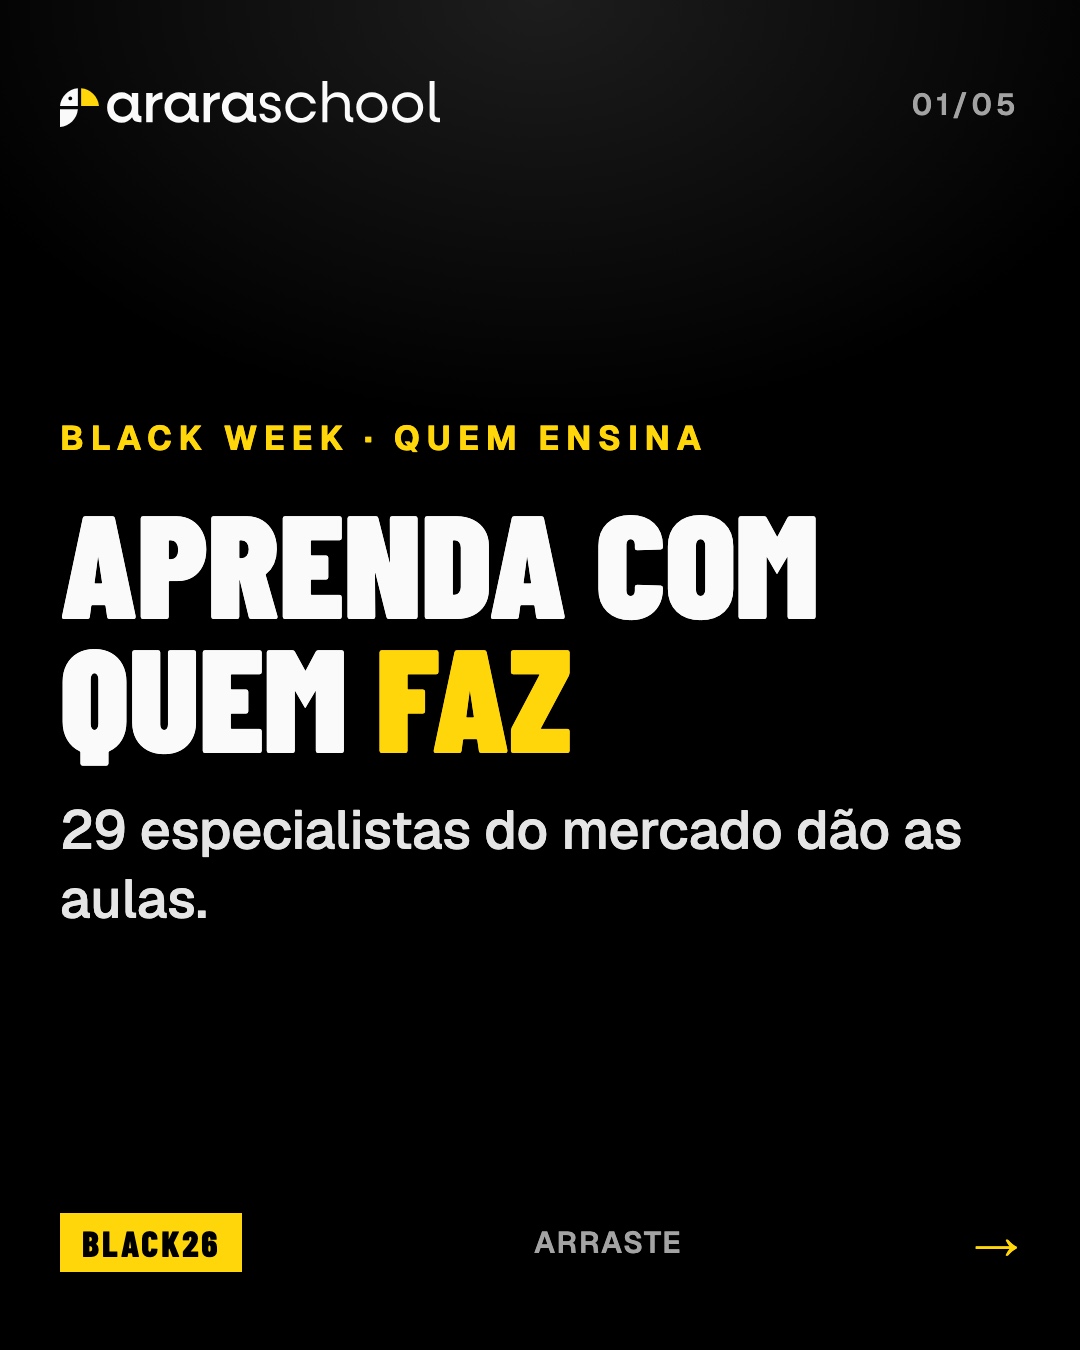 araraschool
01/05
BLACK WEEK · QUEM ENSINA
APRENDA COM
QUEM FAZ
29 especialistas do mercado dão as
aulas.
BLACK26
ARRASTE
→